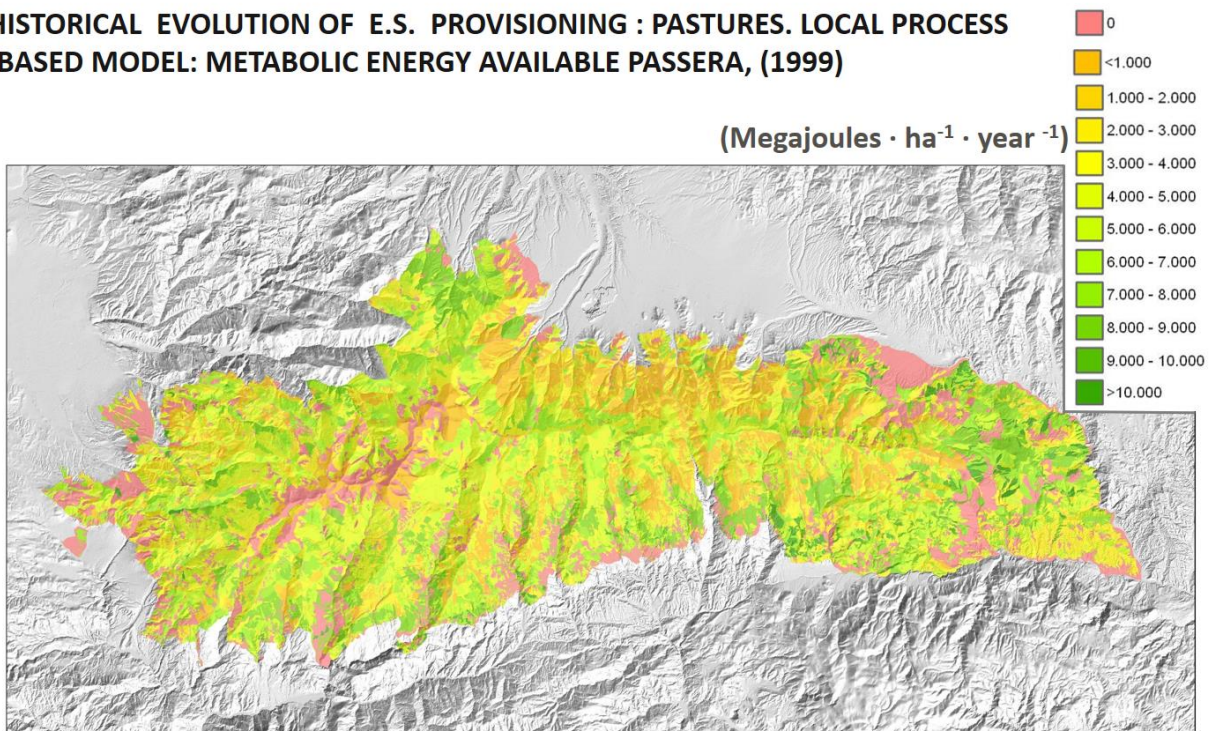 HISTORICAL EVOLUTION OF E.S. PROVISIONING : PASTURES. LOCAL PROCESS
BASED MODEL: METABOLIC ENERGY AVAILABLE PASSERA, (1999)
(Megajoules · ha-1 · year -1)
0
<1.000
1.000 - 2.000
2.000 - 3.000
3.000 - 4.000
4.000 - 5.000
5.000 - 6.000
6.000 - 7.000
7.000 - 8.000
8.000 - 9.000
9.000 - 10.000
>10.000